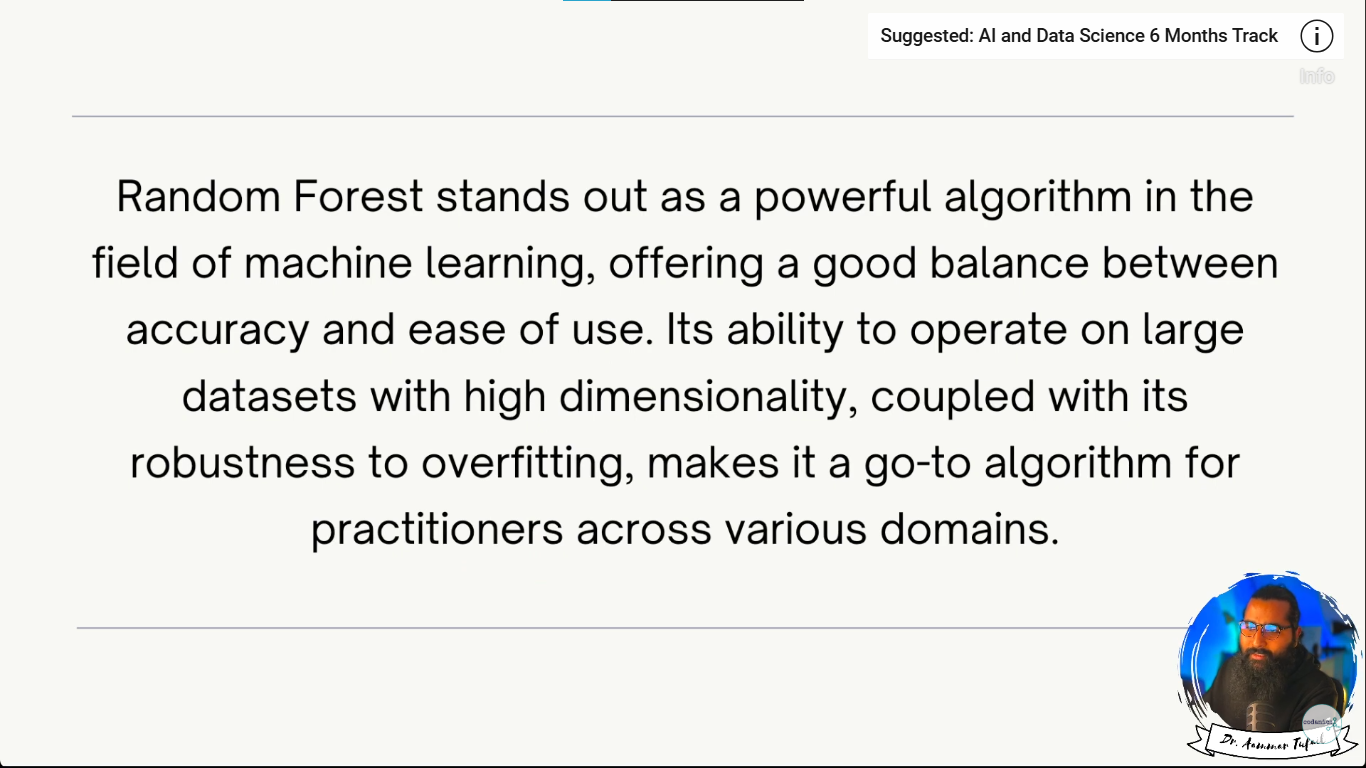 Suggested: AI and Data Science 6 Months Track
Info
Random Forest stands out as a powerful algorithm in the
field of machine learning, offering a good balance between
accuracy and ease of use. Its ability to operate on large
datasets with high dimensionality, coupled with its
robustness to overfitting, makes it a go-to algorithm for
practitioners across various domains.
Dr. Aammar Tufail